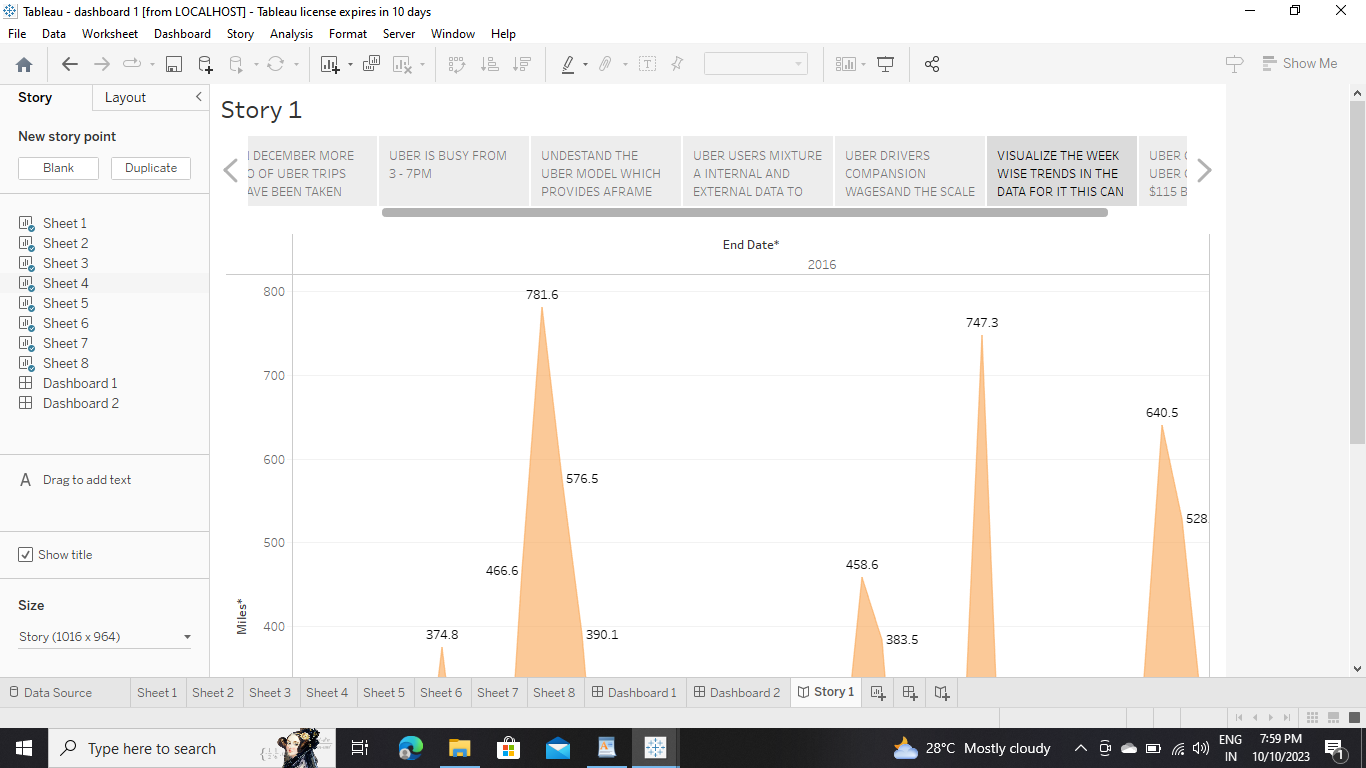 Tableau - dashboard 1 [from LOCALHOST] - Tableau license expires in 10 days
File Data Worksheet Dashboard Story Analysis Format Server Window Help
Show Me
Story Layout
New story point
Blank Duplicate
Sheet 1
Sheet 2
Sheet 3
Sheet 4
Sheet 5
Sheet 6
Sheet 7
Sheet 8
Dashboard 1
Dashboard 2
A Drag to add text
Show title
Size
Story (1016 x 964)
Story 1
DECEMBER MORE
OF UBER TRIPS
BEEN TAKEN
UBER IS BUSY FROM
3 - 7PM
UNDESTAND THE
UBER MODEL WHICH
PROVIDES AFRAME
UBER USERS MIXTURE
A INTERNAL AND
EXTERNAL DATA TO
UBER DRIVERS
COMPANSION
WAGESAND THE SCALE
VISUALIZE THE WEEK
WISE TRENDS IN THE
DATA FOR IT THIS CAN
UBER
UBER
$115 B
End Date*
2016
Miles*
800
700
600
500
400
374.8
466.6
781.6
576.5
390.1
458.6
383.5
747.3
640.5
528
Data Source Sheet 1 Sheet 2 Sheet 3 Sheet 4 Sheet 5 Sheet 6 Sheet 7 Sheet 8 Dashboard 1 Dashboard 2 Story 1
Type here to search
28°C Mostly cloudy
ENG
IN
7:59 PM
10/10/2023
1